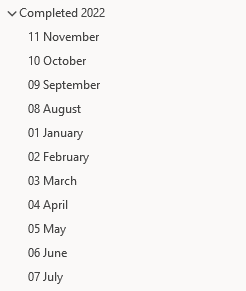 Completed 2022
11 November
10 October
09 September
08 August
01 January
02 February
03 March
04 April
05 May
06 June
07 July